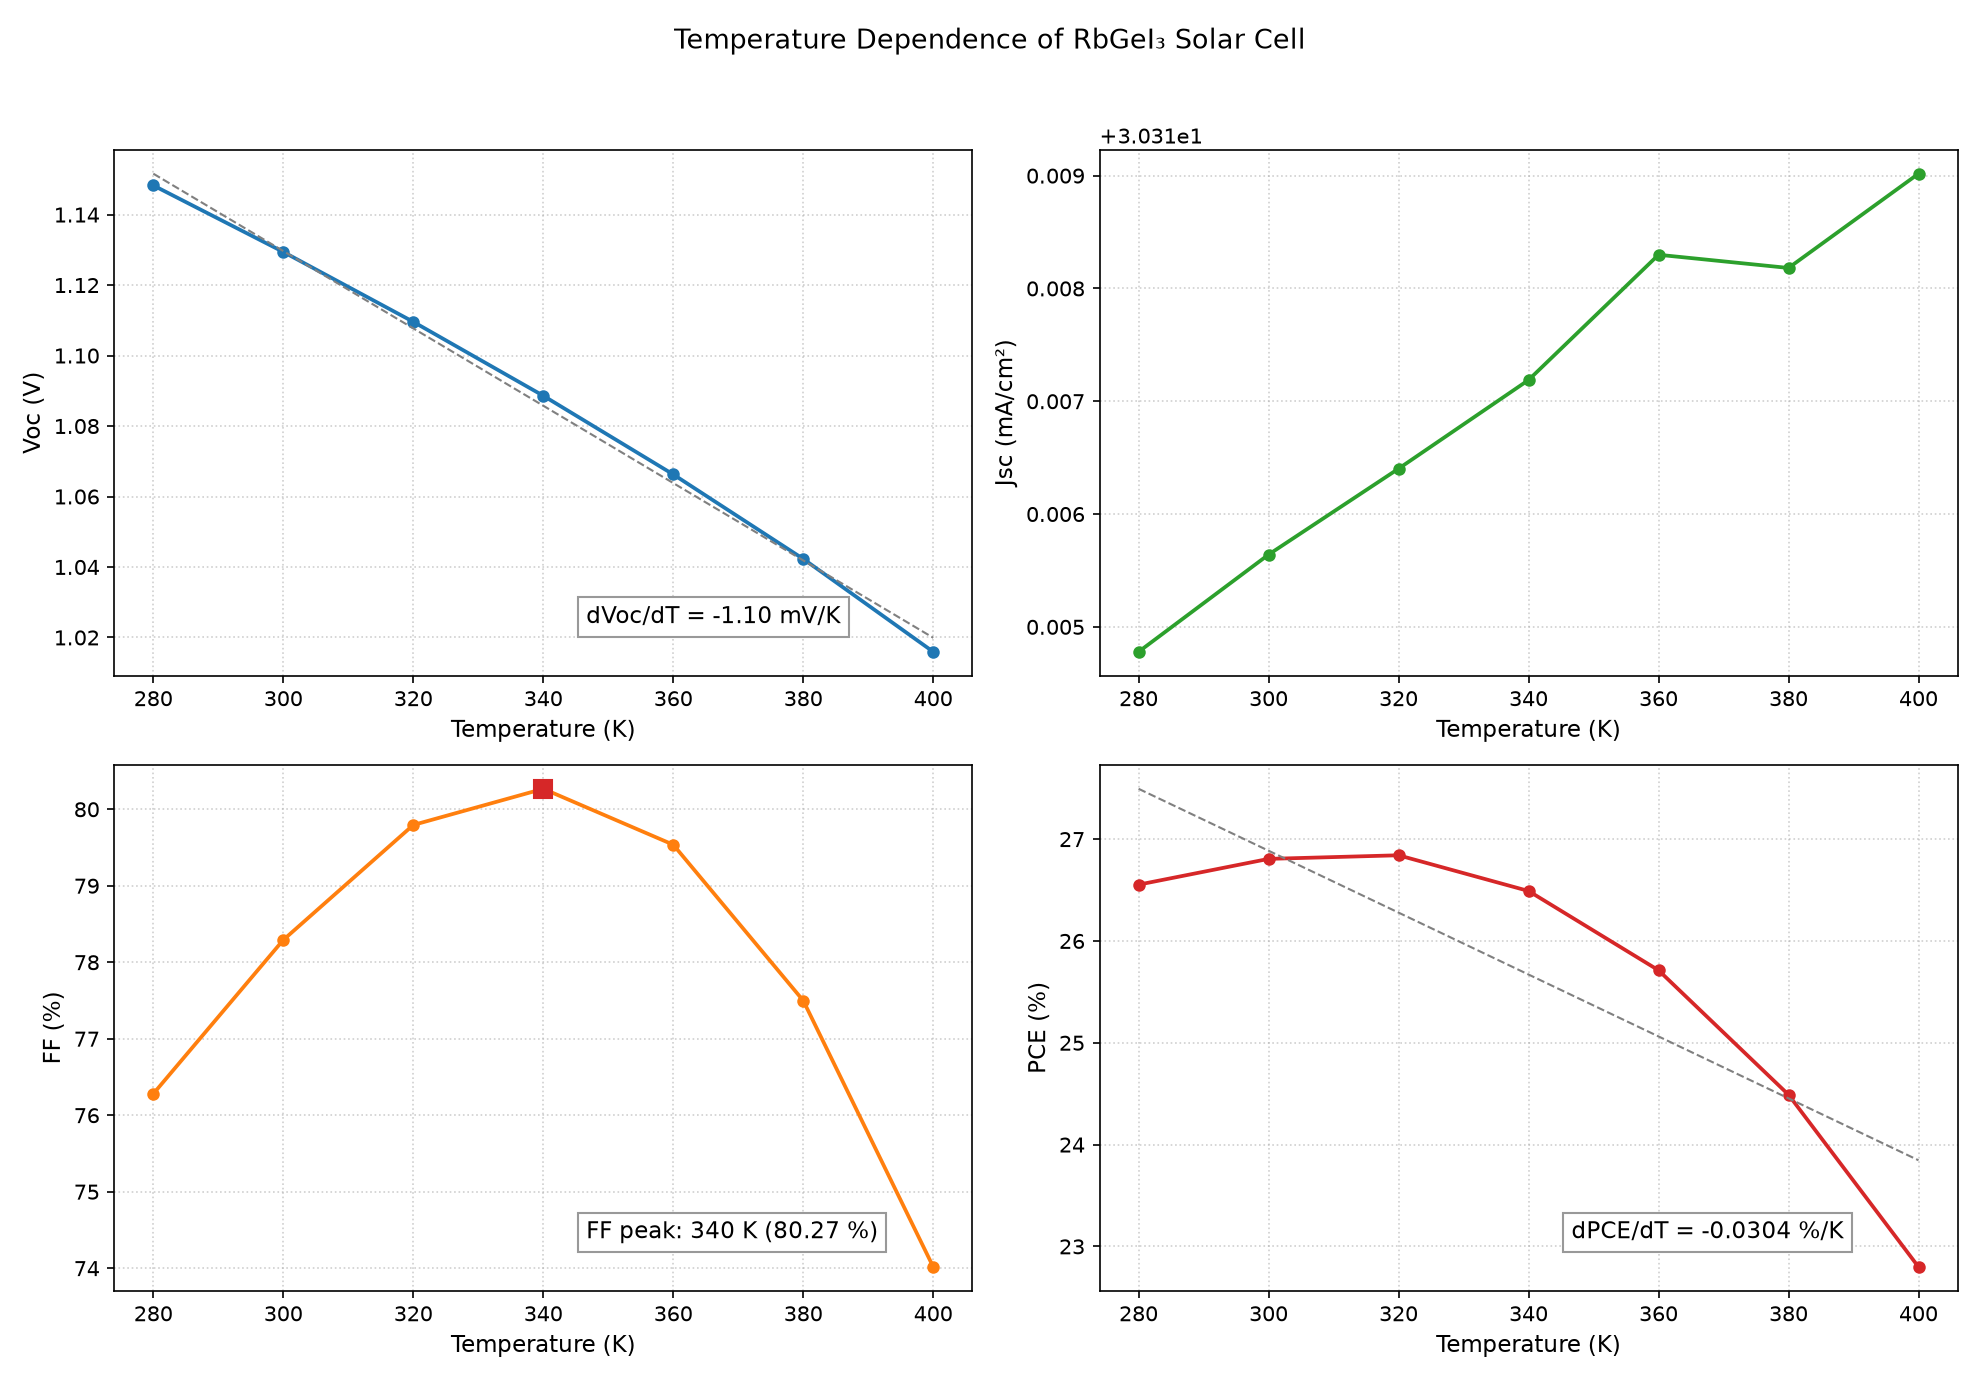 Temperature Dependence of RbGeI₃ Solar Cell
Voc (V)
1.14
1.12
1.10
1.08
1.06
1.04
1.02
dVoc/dT = -1.10 mV/K
280 300 320 340 360 380 400
Temperature (K)
+3.031e1
Jsc (mA/cm²)
0.009
0.008
0.007
0.006
0.005
280 300 320 340 360 380 400
Temperature (K)
FF (%)
80
79
78
77
76
75
74
FF peak: 340 K (80.27 %)
280 300 320 340 360 380 400
Temperature (K)
PCE (%)
27
26
25
24
23
dPCE/dT = -0.0304 %/K
280 300 320 340 360 380 400
Temperature (K)